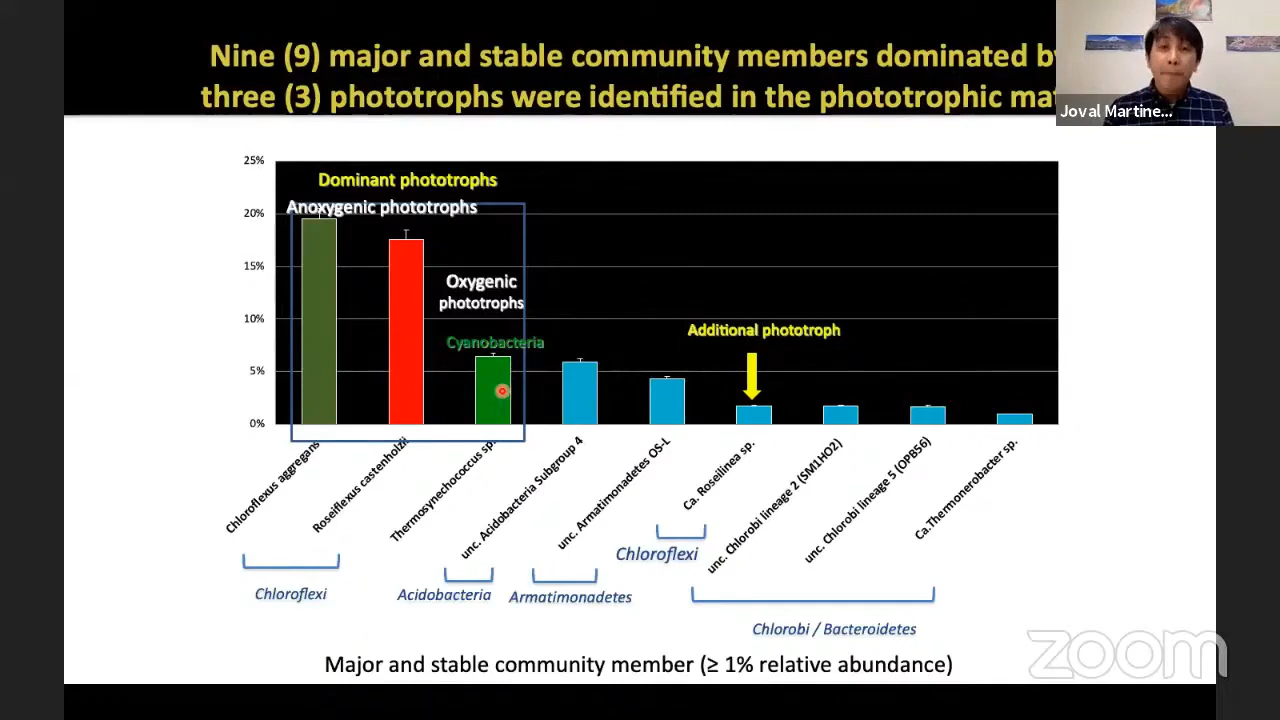 Nine (9) major and stable community members dominated by
three (3) phototrophs were identified in the phototrophic mat
Joval Martine...
25%
20%
15%
10%
5%
0%
Dominant phototrophs
Anoxygenic phototrophs
Oxygenic
phototrophs
Cyanobacteria
Additional phototroph
Chloroflexus aggregans
Roseiflexus castenholzii
Thermosynechococcus sp.
unc. Acidobacteria Subgroup 4
unc. Armatimonadetes OS-L
Ca. Roseilinea sp.
unc. Chlorobi lineage 2 (SM1HO2)
unc. Chlorobi lineage 5 (OPB56)
Ca.Thermonerobacter sp.
Chloroflexi
Acidobacteria
Armatimonadetes
Chloroflexi
Chlorobi / Bacteroidetes
Major and stable community member (≥ 1% relative abundance)
zoom